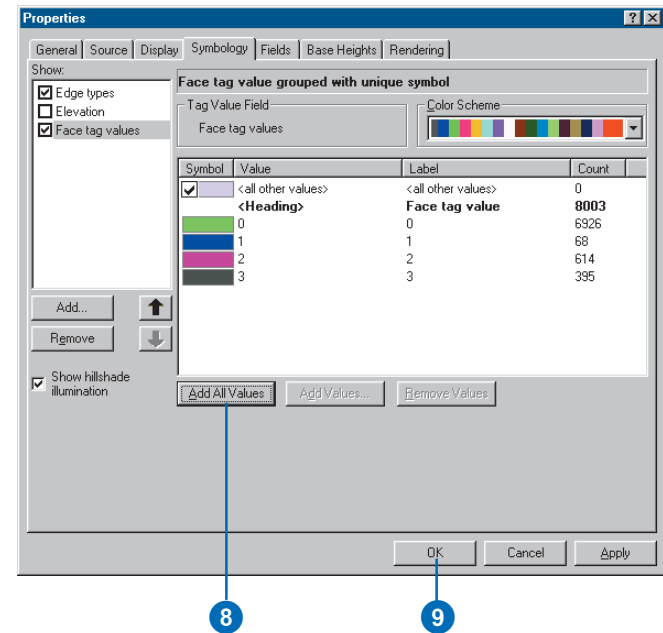 Properties
General Source Display Symbology Fields Base Heights Rendering
Show:
Edge types
Elevation
Face tag values
Add...
Remove
Show hillshade
illumination
Face tag value grouped with unique symbol
Tag Value Field
Face tag values
Color Scheme
Symbol Value Label Count
<all other values> <all other values> 0
<Heading> Face tag value 8003
0 0 6926
1 1 68
2 2 614
3 3 395
Add All Values Add Values... Remove Values
OK Cancel Apply
8 9